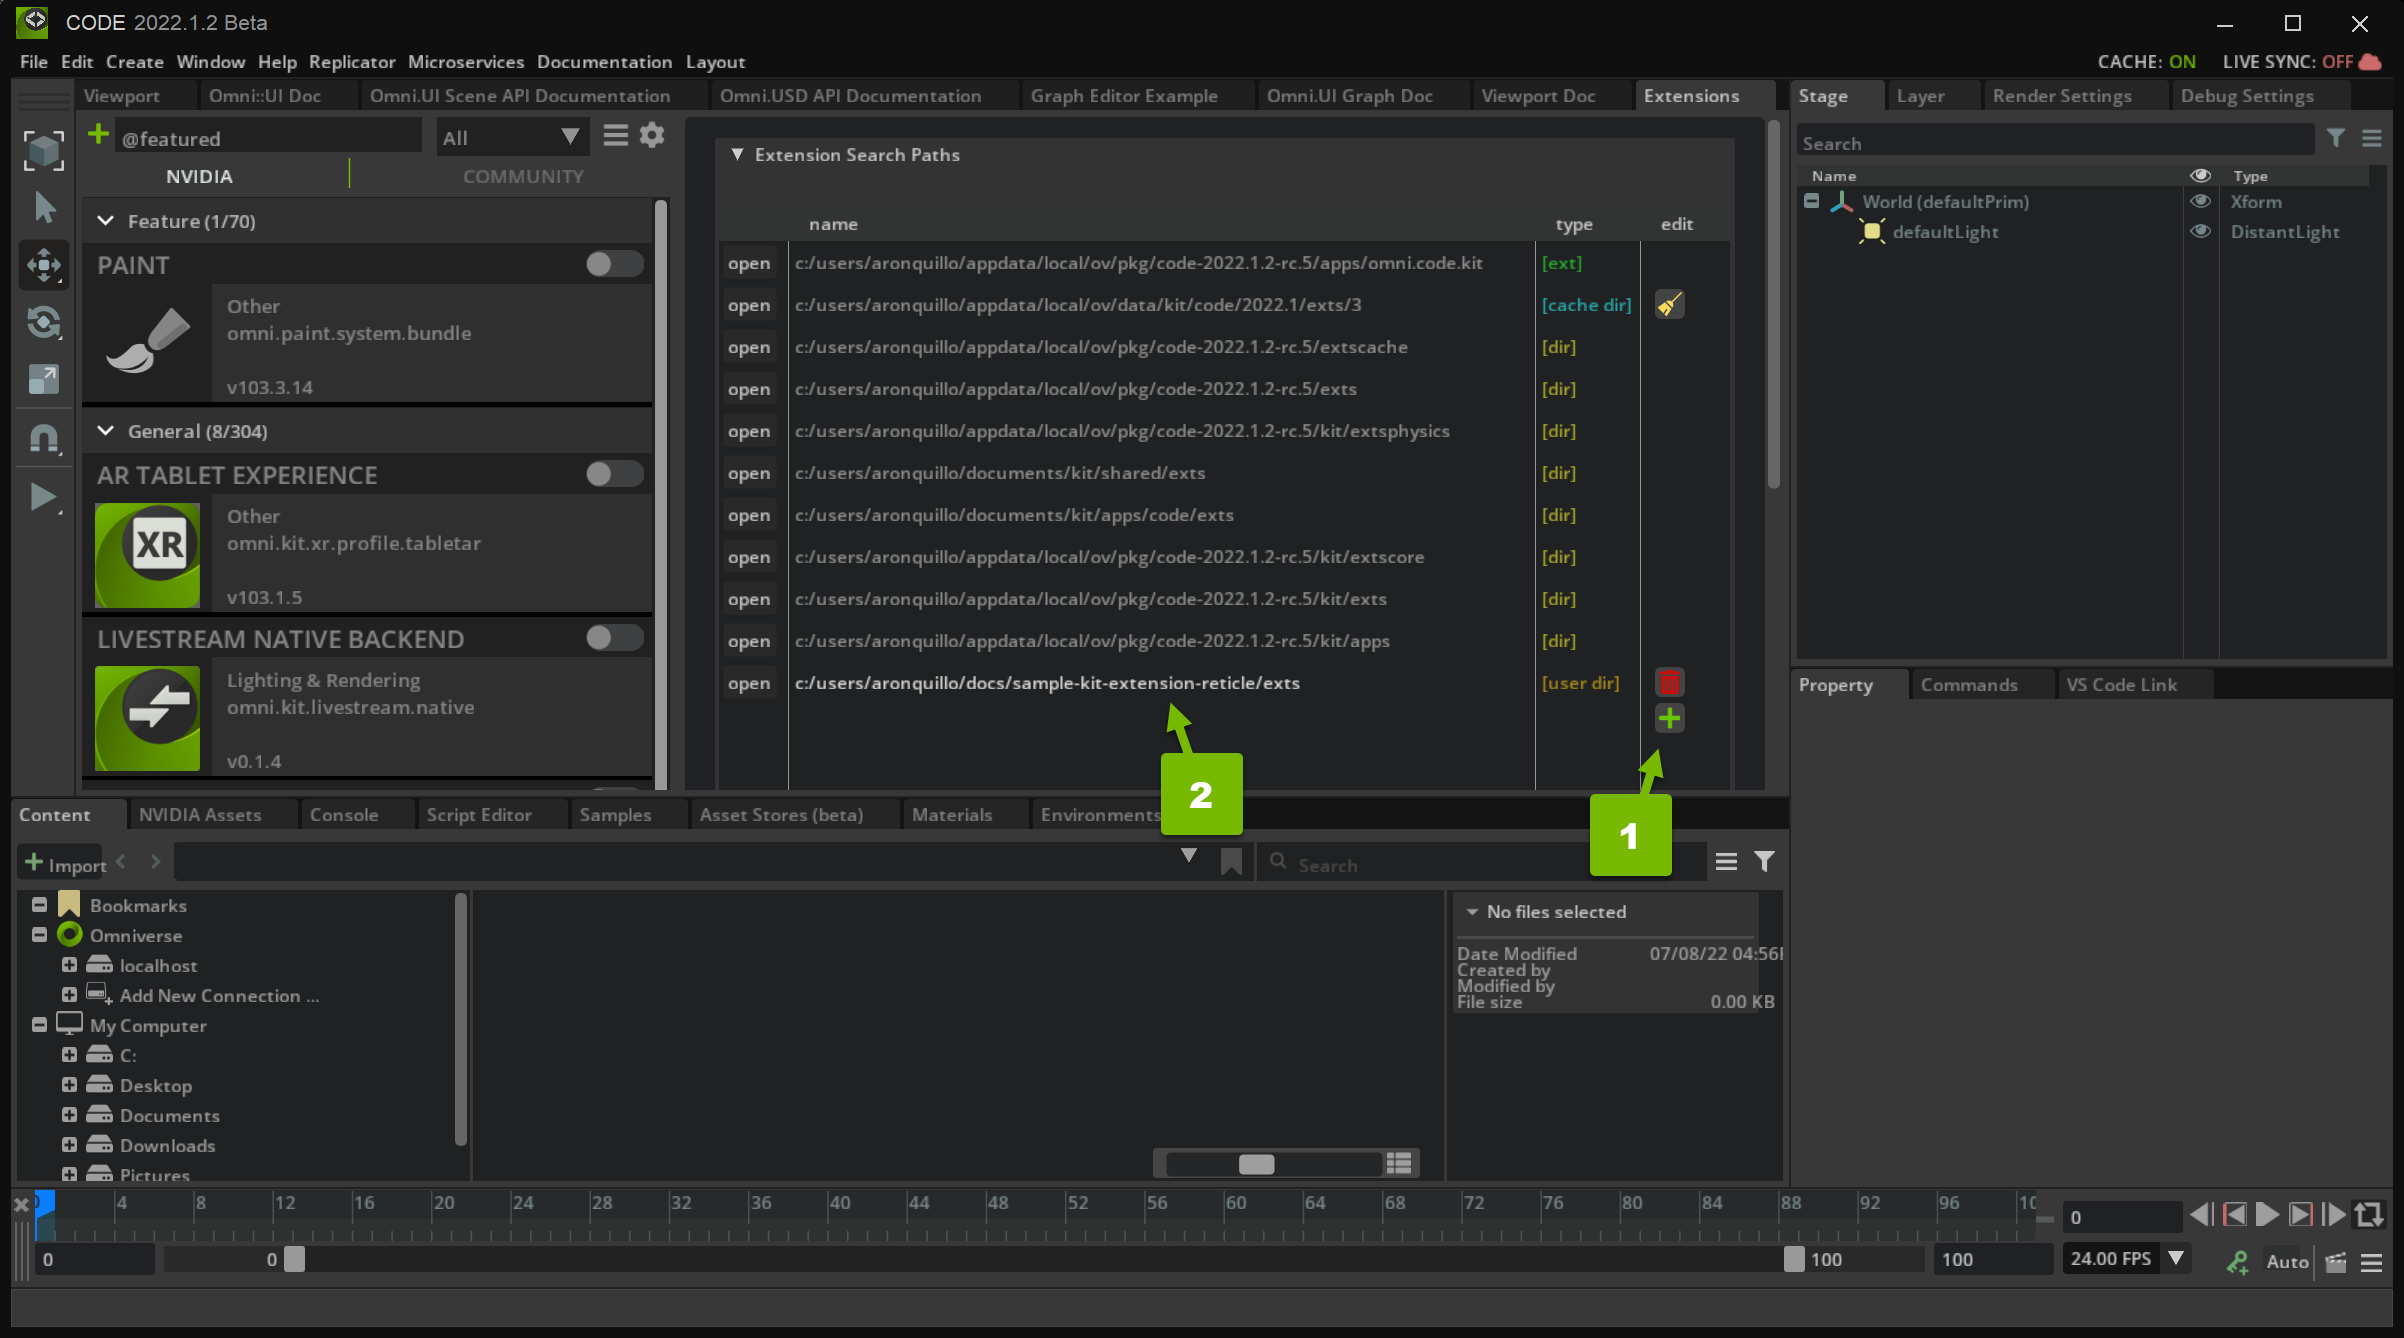 CODE 2022.1.2 Beta
File Edit Create Window Help Replicator Microservices Documentation Layout
CACHE: ON LIVE SYNC: OFF
Viewport Omni::UI Doc Omni.UI Scene API Documentation Omni.USD API Documentation Graph Editor Example Omni.UI Graph Doc Viewport Doc Extensions
@featured All
NVIDIA COMMUNITY
Feature (1/70)
PAINT
Other
omni.paint.system.bundle
v103.3.14
General (8/304)
AR TABLET EXPERIENCE
XR
Other
omni.kit.xr.profile.tabletar
v103.1.5
LIVESTREAM NATIVE BACKEND
Lighting & Rendering
omni.kit.livestream.native
v0.1.4
Extension Search Paths
name type edit
open c:/users/aronquillo/appdata/local/ov/pkg/code-2022.1.2-rc.5/apps/omni.code.kit [ext]
open c:/users/aronquillo/appdata/local/ov/data/kit/code/2022.1/exts/3 [cache dir]
open c:/users/aronquillo/appdata/local/ov/pkg/code-2022.1.2-rc.5/extscache [dir]
open c:/users/aronquillo/appdata/local/ov/pkg/code-2022.1.2-rc.5/exts [dir]
open c:/users/aronquillo/appdata/local/ov/pkg/code-2022.1.2-rc.5/kit/extsphysics [dir]
open c:/users/aronquillo/documents/kit/shared/exts [dir]
open c:/users/aronquillo/documents/kit/apps/code/exts [dir]
open c:/users/aronquillo/appdata/local/ov/pkg/code-2022.1.2-rc.5/kit/extscore [dir]
open c:/users/aronquillo/appdata/local/ov/pkg/code-2022.1.2-rc.5/kit/exts [dir]
open c:/users/aronquillo/appdata/local/ov/pkg/code-2022.1.2-rc.5/kit/apps [dir]
open c:/users/aronquillo/docs/sample-kit-extension-reticle/exts [user dir]
2
1
Stage Layer Render Settings Debug Settings
Search
Name Type
World (defaultPrim) Xform
defaultLight DistantLight
Property Commands VS Code Link
Content NVIDIA Assets Console Script Editor Samples Asset Stores (beta) Materials Environments
Import Search
Bookmarks
Omniverse
localhost
Add New Connection ...
My Computer
C:
Desktop
Documents
Downloads
Pictures
No files selected
Date Modified 07/08/22 04:56
Created by
Modified by
File size 0.00 KB
0 4 8 12 16 20 24 28 32 36 40 44 48 52 56 60 64 68 72 76 80 84 88 92 96 10
0
0 0 100 100 24.00 FPS Auto